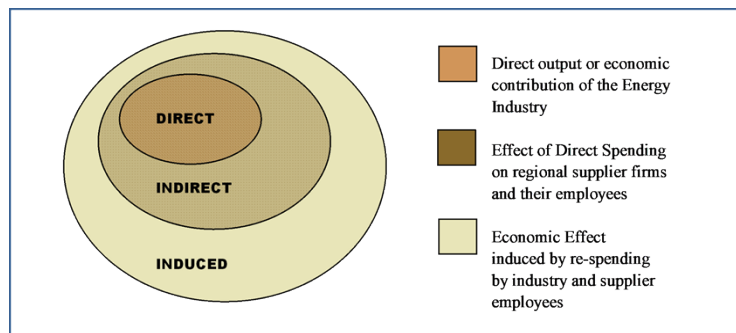 DIRECT
INDIRECT
INDUCED
Direct output or economic
contribution of the Energy
Industry
Effect of Direct Spending
on regional supplier firms
and their employees
Economic Effect
induced by re-spending
by industry and supplier
employees